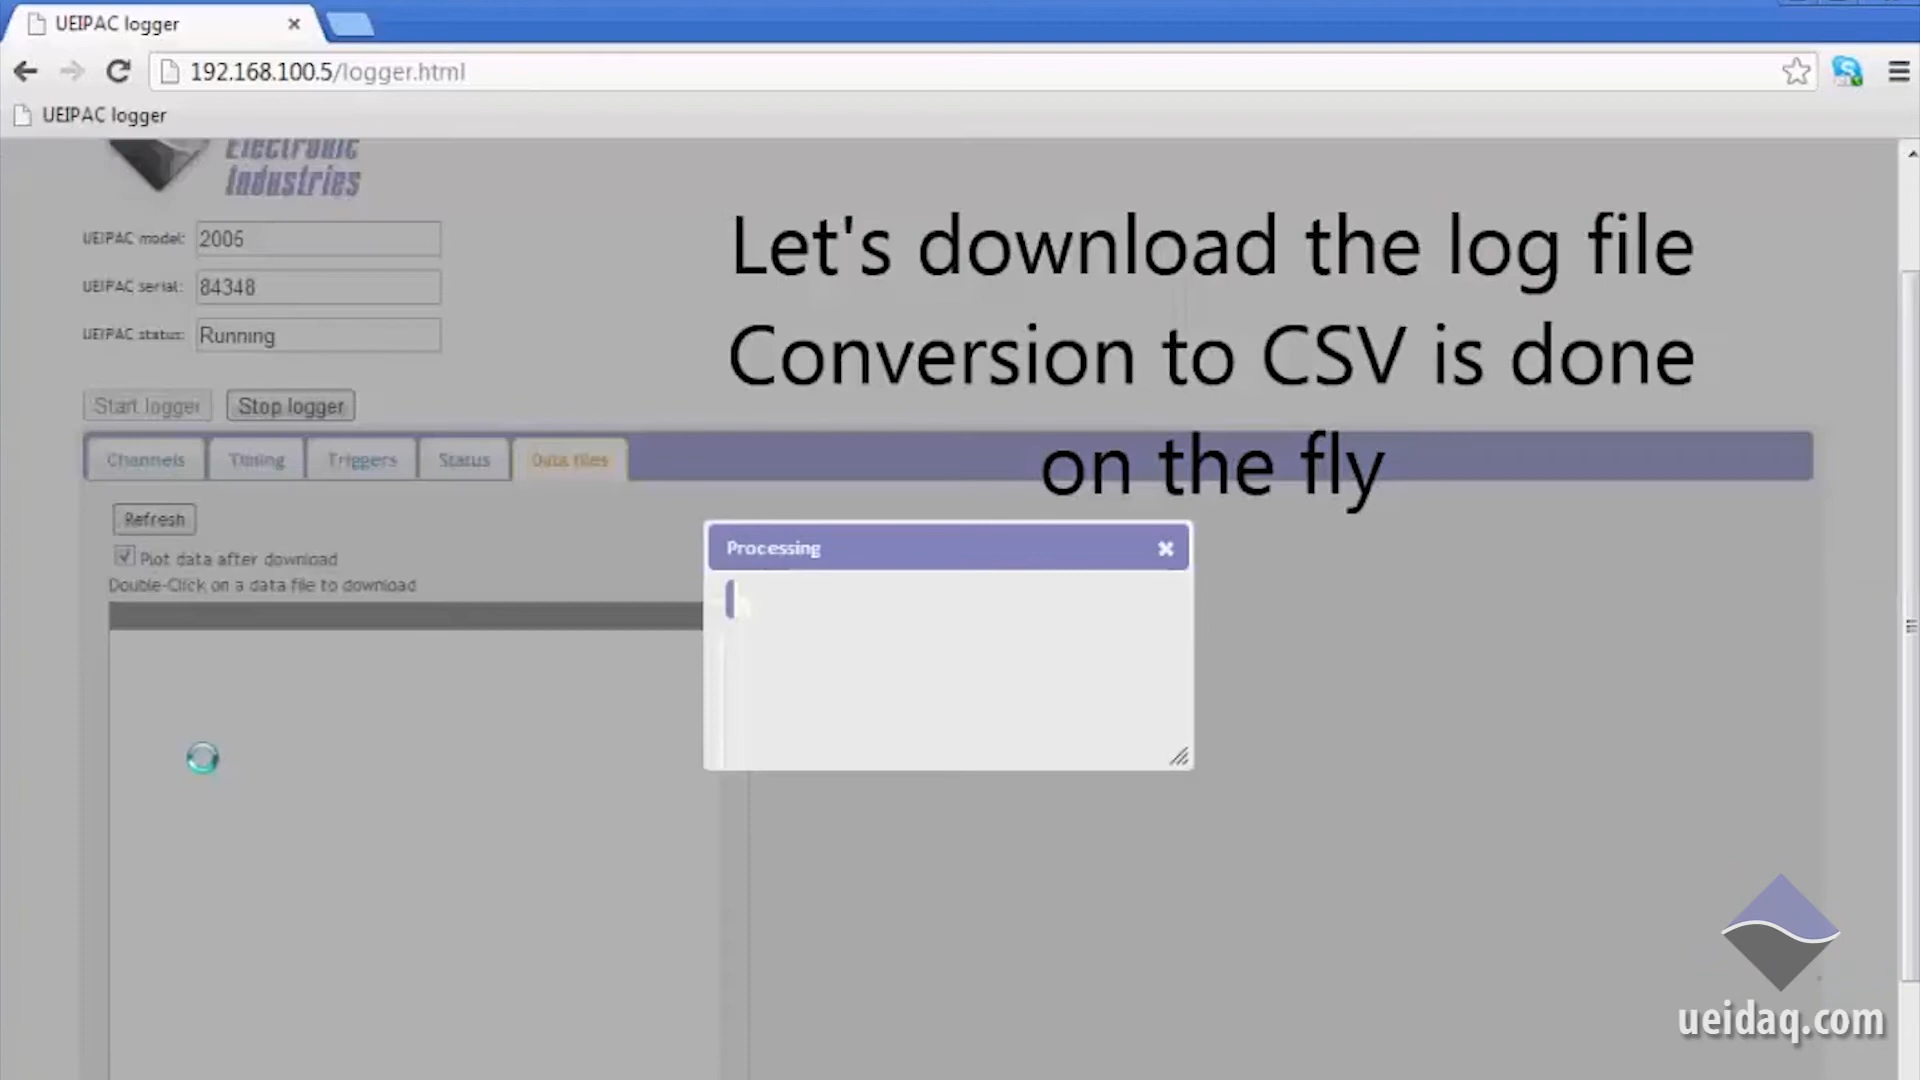 UEIPAC logger
192.168.100.5/logger.html
UEIPAC logger
Electronic
Industries
UEIPAC model: 2005
UEIPAC serial: 84348
UEIPAC status: Running
Start logger Stop logger
Channels Timing Triggers Status Data files
Refresh
Plot data after download
Double-Click on a data file to download
Let's download the log file
Conversion to CSV is done
on the fly
Processing
ueidaq.com